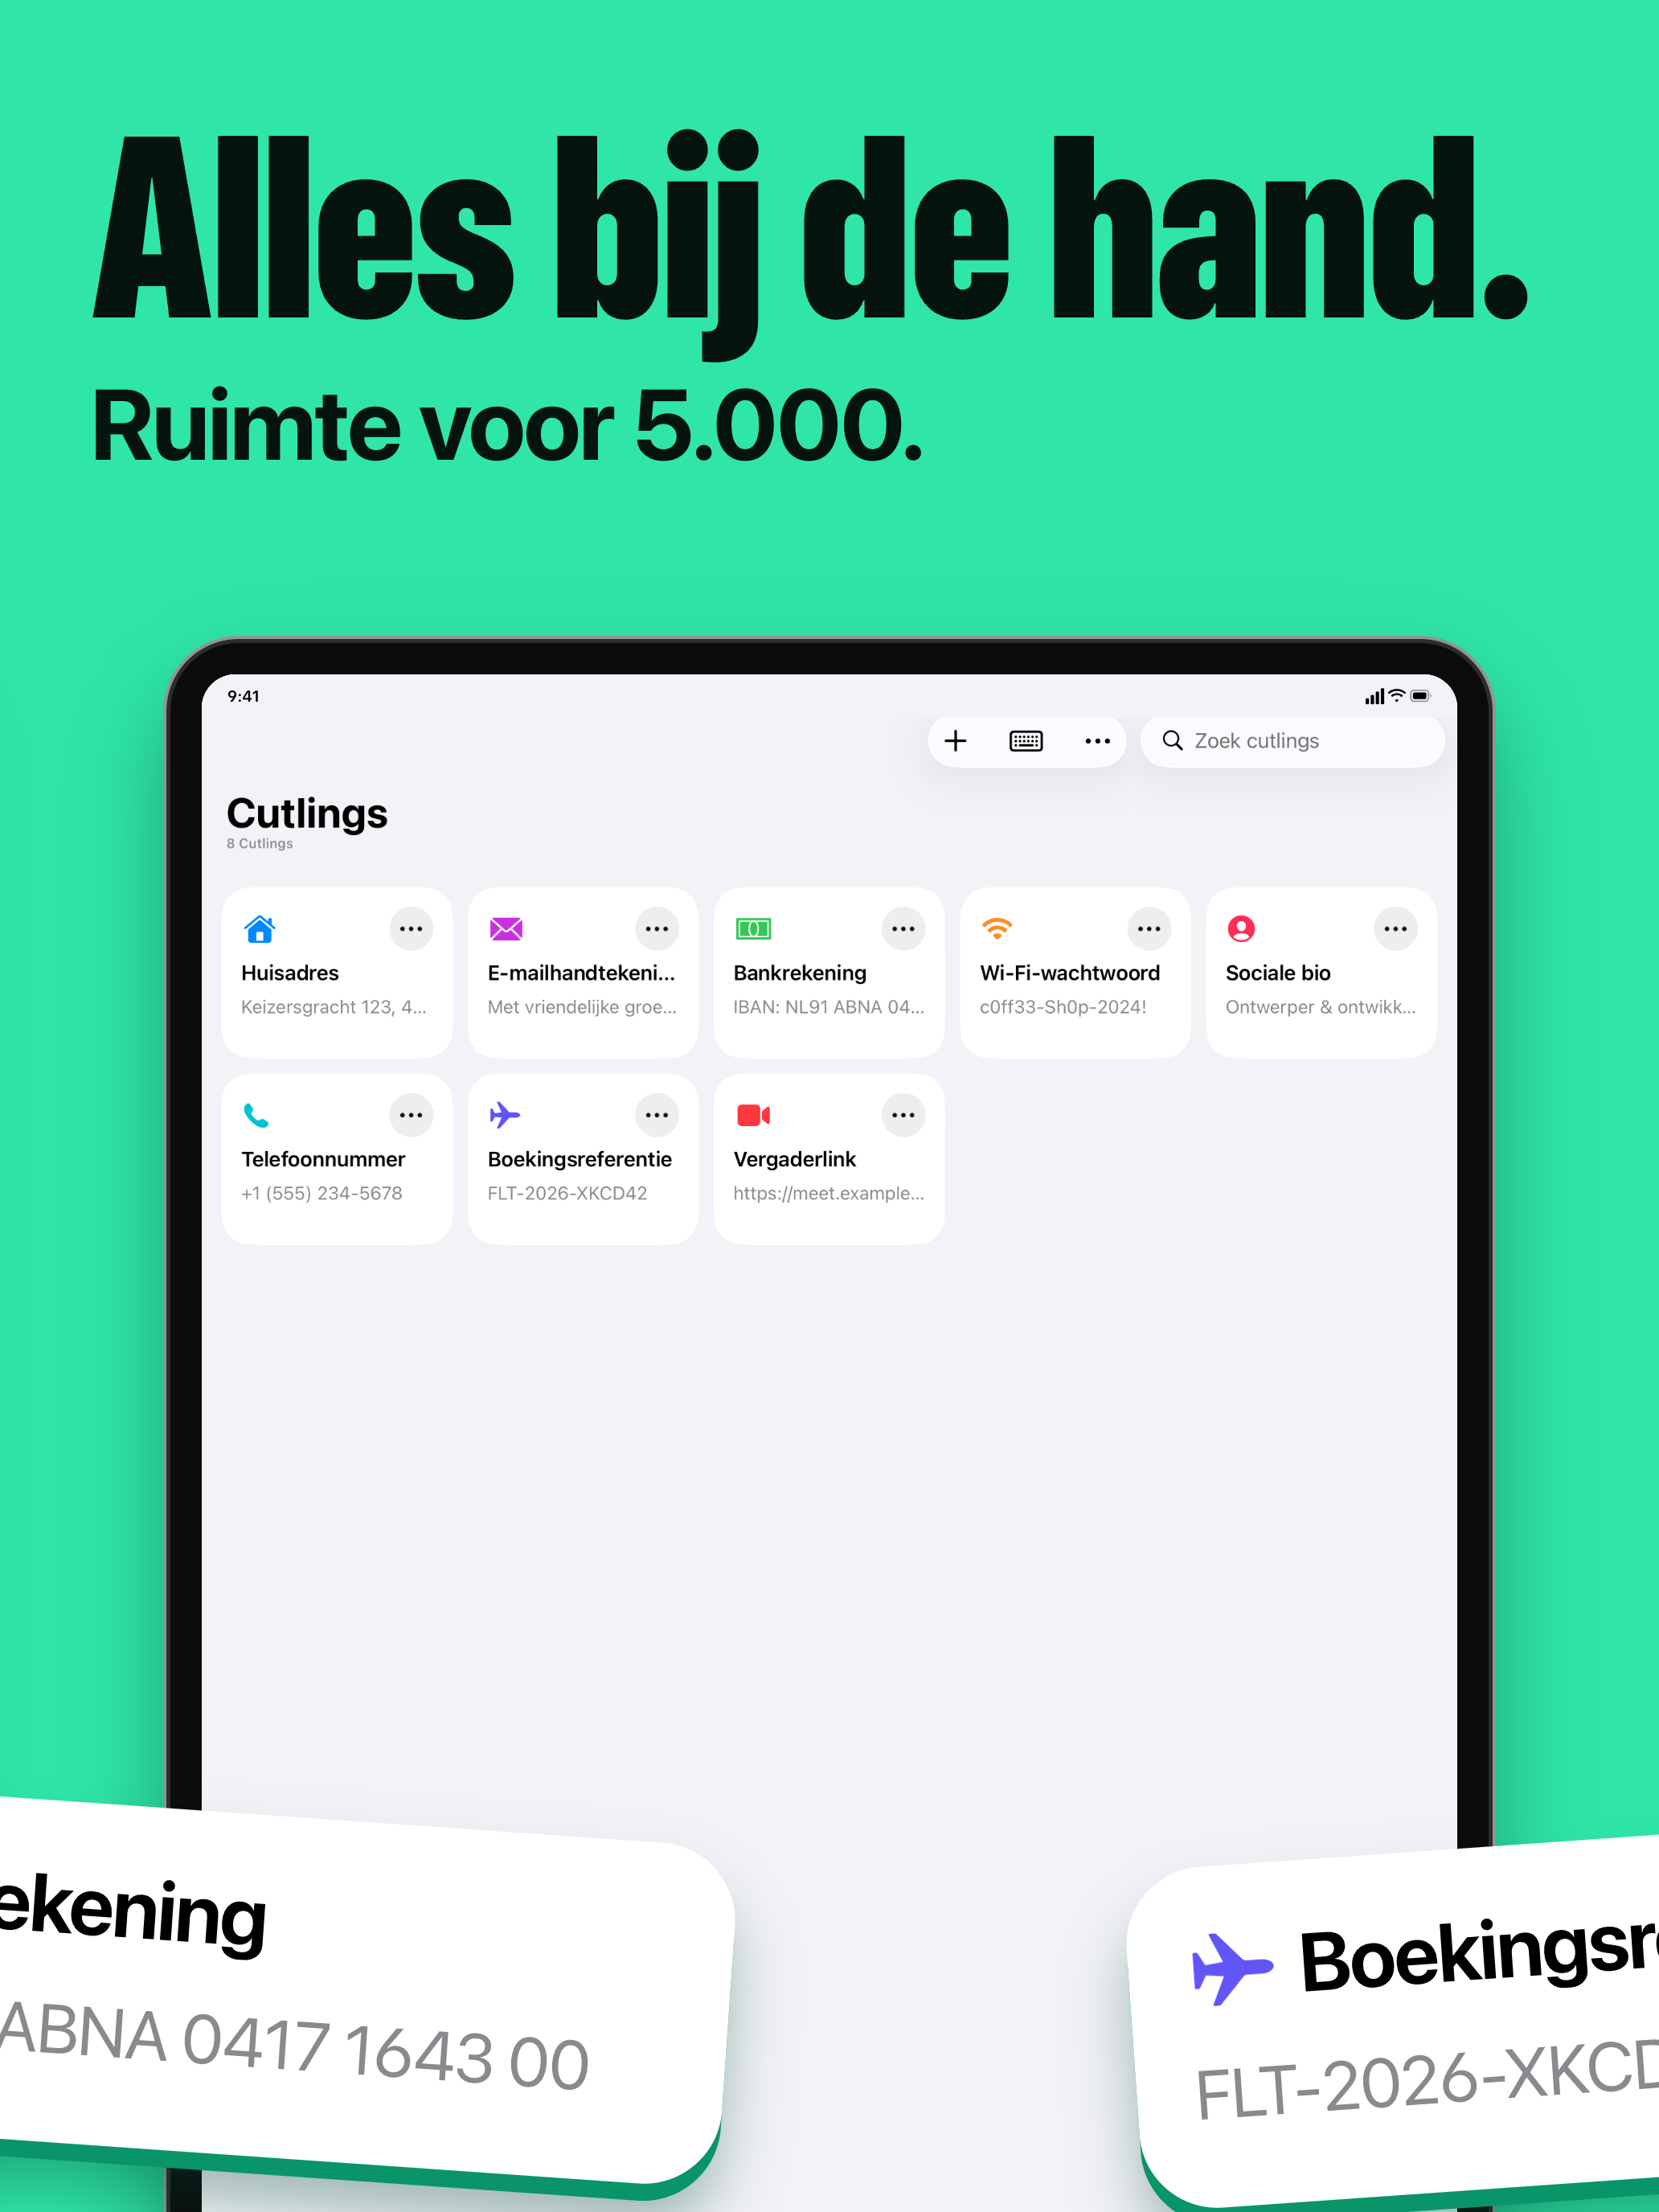 Alles bij de hand.
Ruimte voor 5.000.
9:41
Zoek cutlings
Cutlings
8 Cutlings
Huisadres
Keizersgracht 123, 4...
E-mailhandtekeni...
Met vriendelijke groe...
Bankrekening
IBAN: NL91 ABNA 04...
Wi-Fi-wachtwoord
c0ff33-Sh0p-2024!
Sociale bio
Ontwerper & ontwikk...
Telefoonnummer
+1 (555) 234-5678
Boekingsreferentie
FLT-2026-XKCD42
Vergaderlink
https://meet.example...
ekening
ABNA 0417 1643 00
Boekingsr
FLT-2026-XKCD